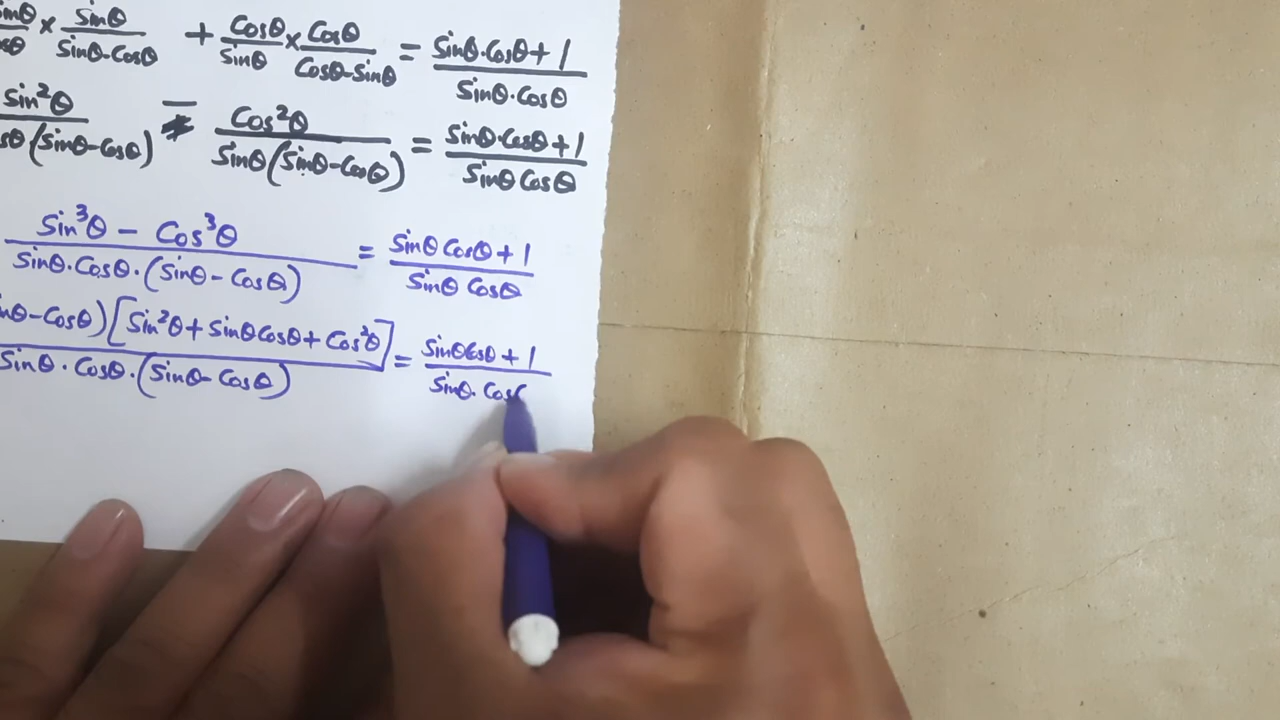 sinθ/cosθ × sinθ/(sinθ-cosθ) + cosθ/sinθ × cosθ/(cosθ-sinθ) = (sinθ·cosθ+1)/(sinθ·cosθ)
sin²θ/cosθ(sinθ-cosθ) - cos²θ/sinθ(sinθ-cosθ) = (sinθ·cosθ+1)/(sinθ cosθ)
(sin³θ - cos³θ)/(sinθ·cosθ·(sinθ-cosθ)) = (sinθ cosθ+1)/(sinθ cosθ)
(sinθ-cosθ)[sin²θ+sinθcosθ+cos²θ]/(sinθ·cosθ·(sinθ-cosθ)) = (sinθcosθ+1)/(sinθ·cos